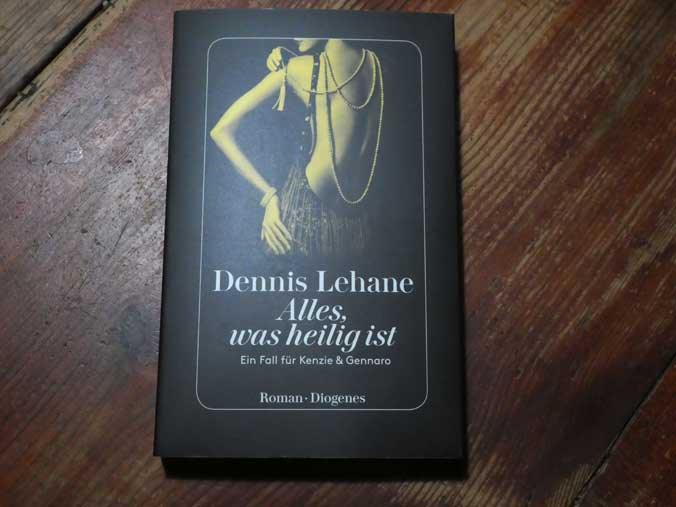 Dennis Lehane
Alles,
was heilig ist
Ein Fall für Kenzie & Gennaro
Roman · Diogenes